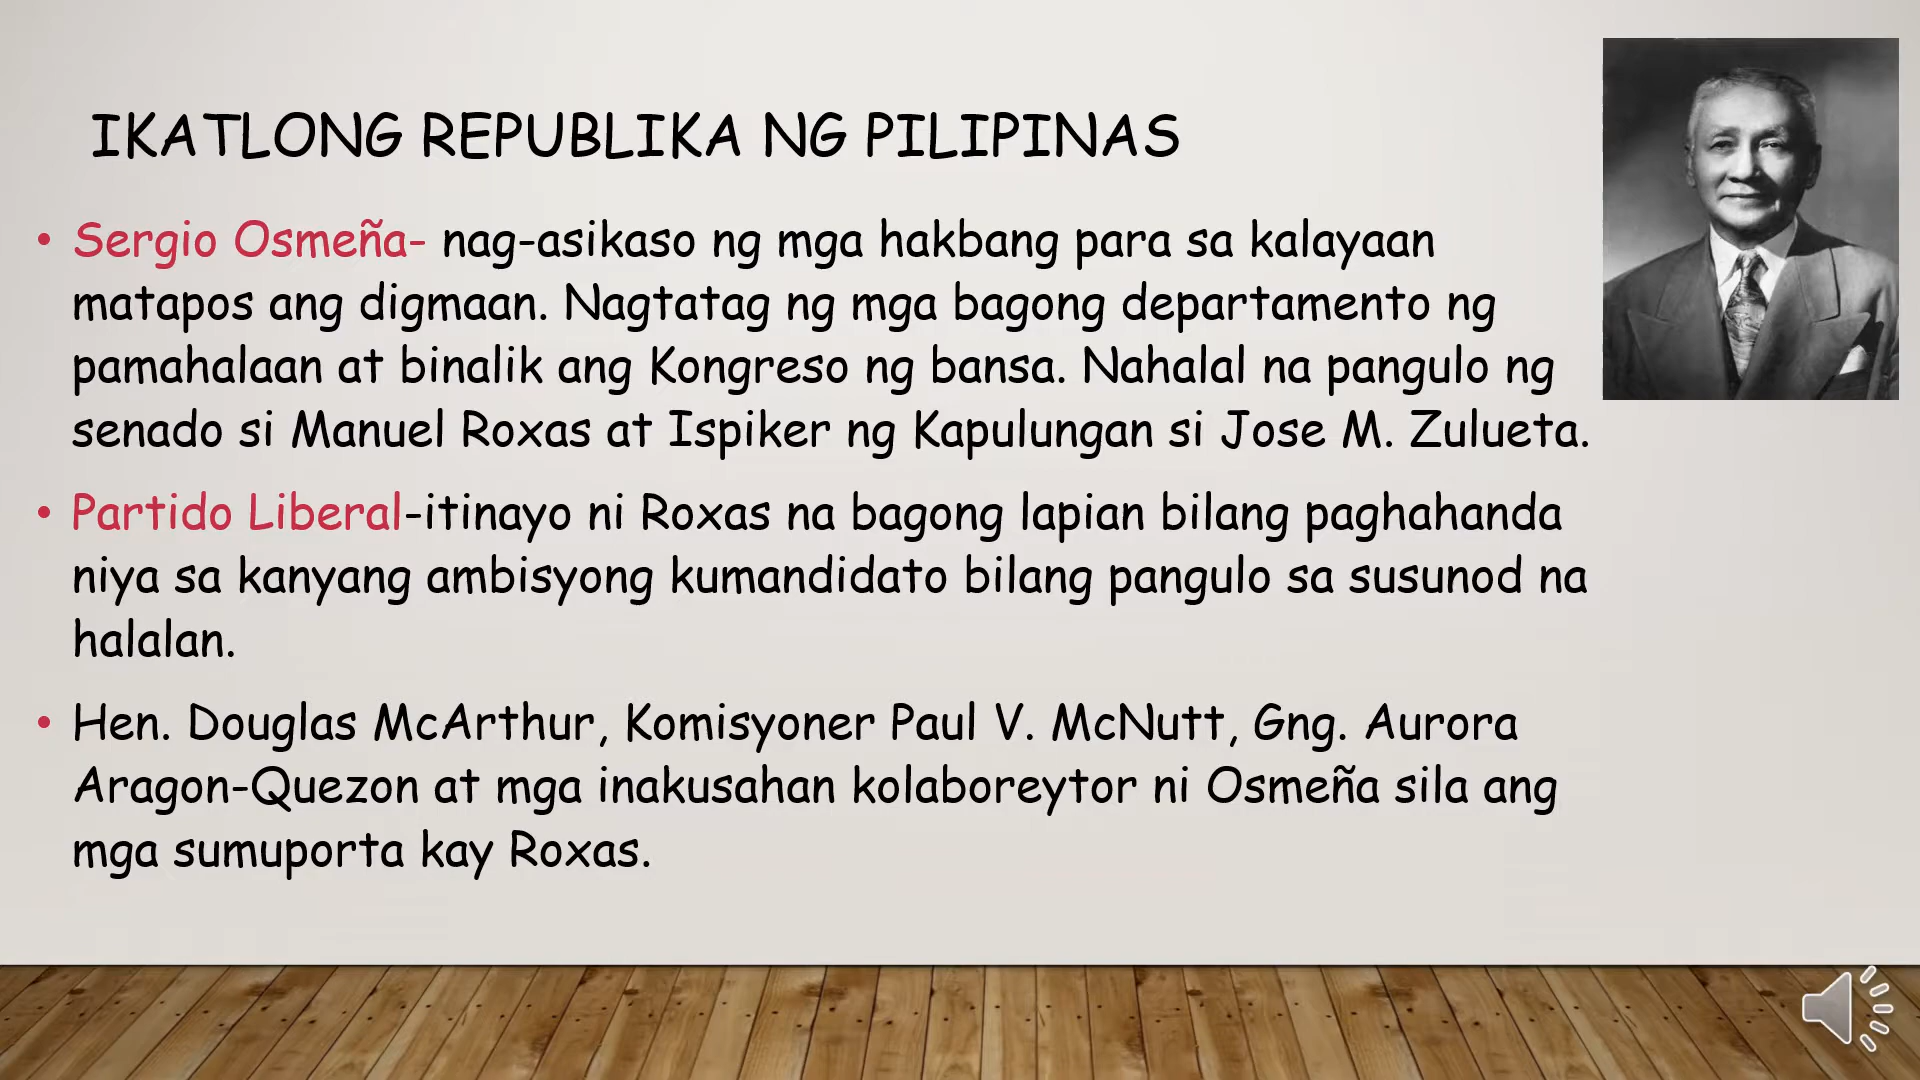 IKATLONG REPUBLIKA NG PILIPINAS
• Sergio Osmeña- nag-asikaso ng mga hakbang para sa kalayaan
matapos ang digmaan. Nagtatag ng mga bagong departamento ng
pamahalaan at binalik ang Kongreso ng bansa. Nahalal na pangulo ng
senado si Manuel Roxas at Ispiker ng Kapulungan si Jose M. Zulueta.
• Partido Liberal-itinayo ni Roxas na bagong lapian bilang paghahanda
niya sa kanyang ambisyong kumandidato bilang pangulo sa susunod na
halalan.
• Hen. Douglas McArthur, Komisyoner Paul V. McNutt, Gng. Aurora
Aragon-Quezon at mga inakusahan kolaboreytor ni Osmeña sila ang
mga sumuporta kay Roxas.